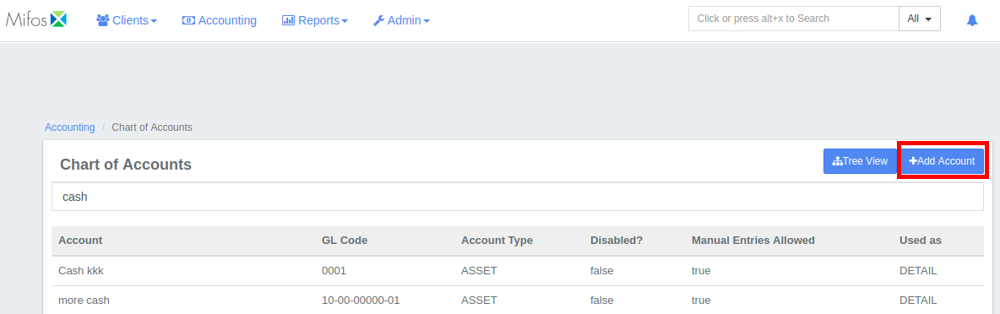 Mifos Clients Accounting Reports Admin Click or press alt+x to Search All
Accounting / Chart of Accounts
Chart of Accounts Tree View +Add Account
cash
Account GL Code Account Type Disabled? Manual Entries Allowed Used as
Cash kkk 0001 ASSET false true DETAIL
more cash 10-00-00000-01 ASSET false true DETAIL